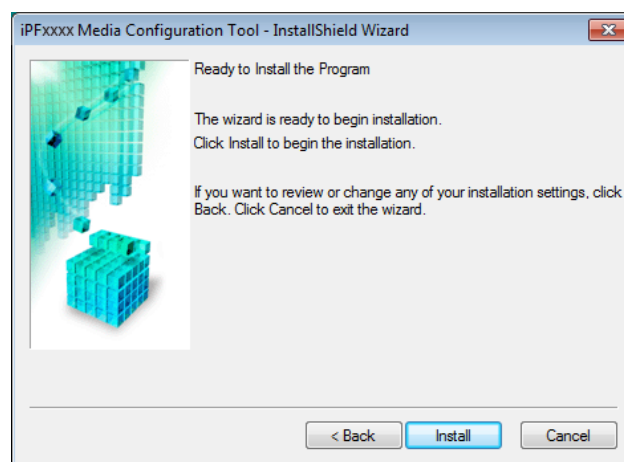 iPFxxxx Media Configuration Tool - InstallShield Wizard
Ready to Install the Program
The wizard is ready to begin installation.
Click Install to begin the installation.
If you want to review or change any of your installation settings, click
Back. Click Cancel to exit the wizard.
< Back Install Cancel